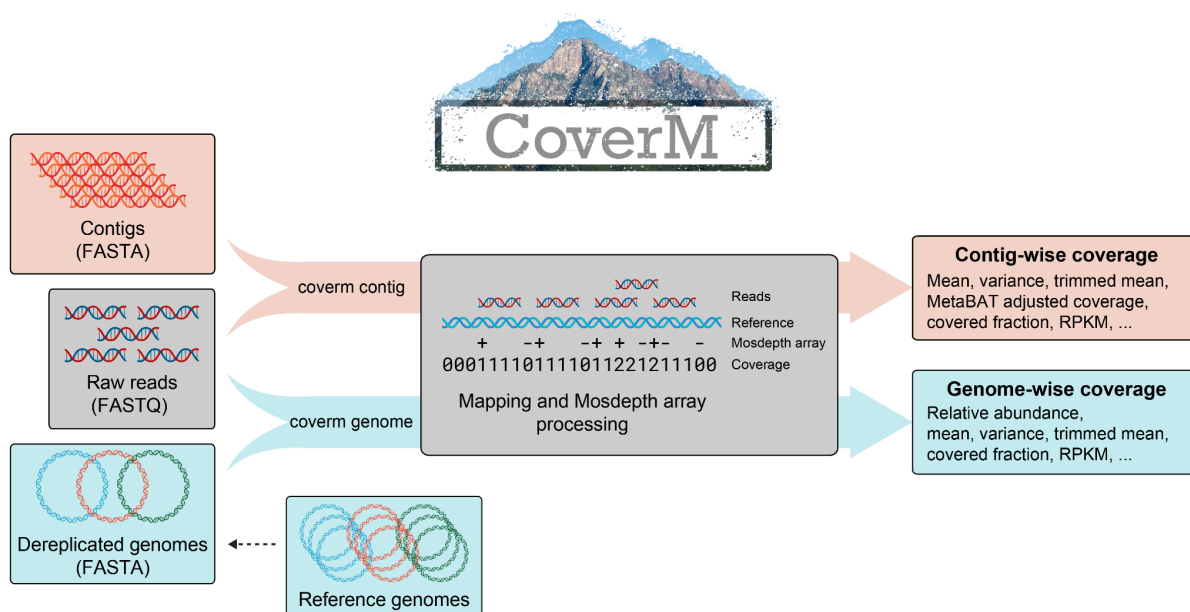 CoverM
Contigs
(FASTA)
Raw reads
(FASTQ)
Dereplicated genomes
(FASTA)
Reference genomes
coverm contig
coverm genome
Reads
Reference
+ -+ -+ + -+- - Mosdepth array
000111101111011221211100 Coverage
Mapping and Mosdepth array
processing
Contig-wise coverage
Mean, variance, trimmed mean,
MetaBAT adjusted coverage,
covered fraction, RPKM, ...
Genome-wise coverage
Relative abundance,
mean, variance, trimmed mean,
covered fraction, RPKM, ...